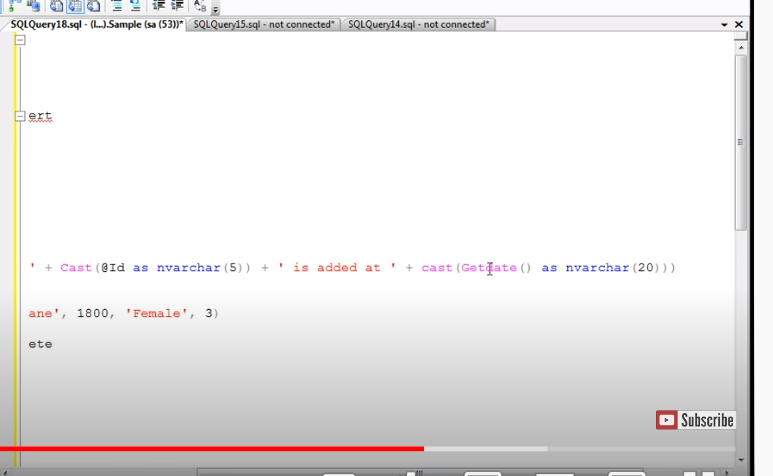 SQLQuery18.sql - (l...).Sample (sa (53))* SQLQuery15.sql - not connected* SQLQuery14.sql - not connected*
ert
' + Cast(@Id as nvarchar(5)) + ' is added at ' + cast(Getdate() as nvarchar(20)))
ane', 1800, 'Female', 3)
ete
Subscribe